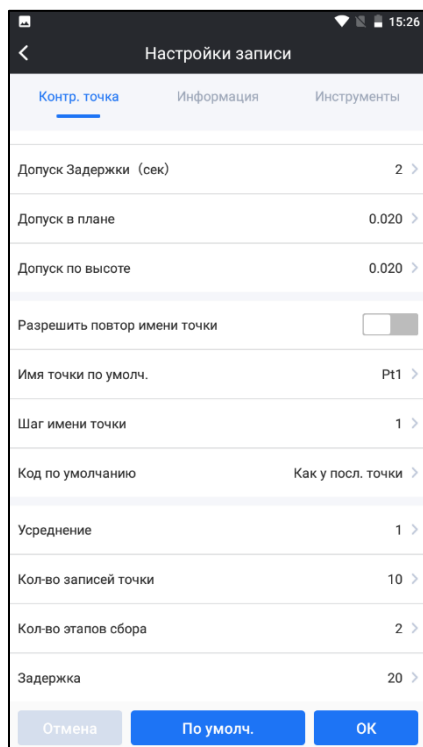 15:26
Настройки записи
Контр. точка Информация Инструменты
Допуск Задержки (сек) 2
Допуск в плане 0.020
Допуск по высоте 0.020
Разрешить повтор имени точки
Имя точки по умолч. Pt1
Шаг имени точки 1
Код по умолчанию Как у посл. точки
Усреднение 1
Кол-во записей точки 10
Кол-во этапов сбора 2
Задержка 20
Отмена По умолч. ОК